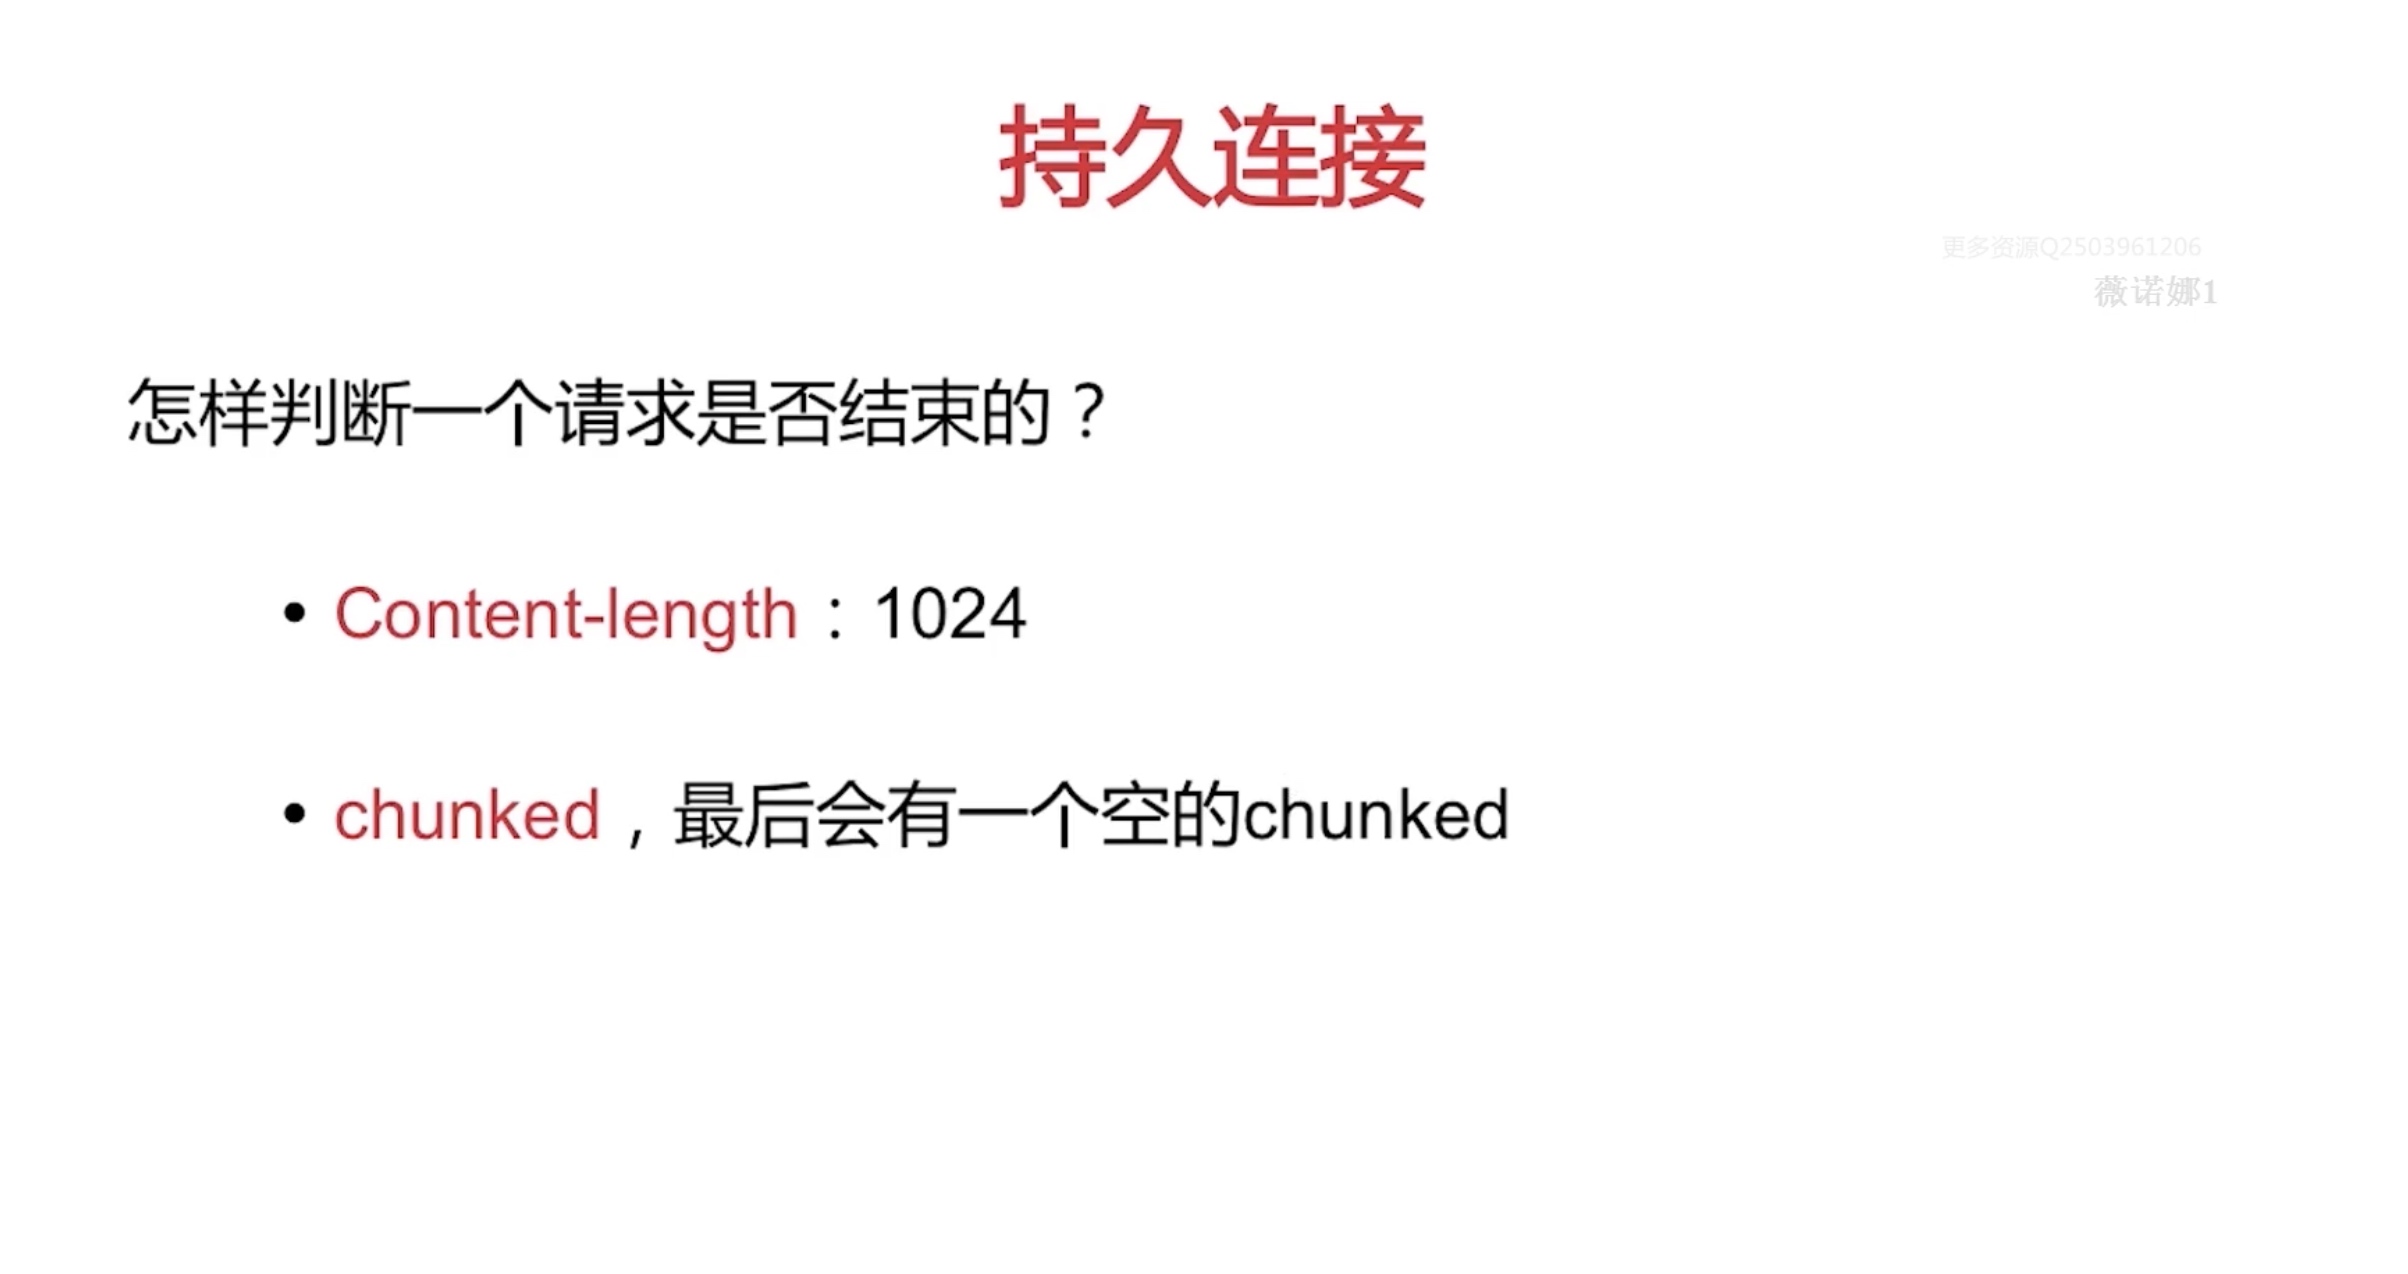 持久连接
更多资源Q2503961206
薇诺娜1
怎样判断一个请求是否结束的？
• Content-length：1024
• chunked，最后会有一个空的chunked